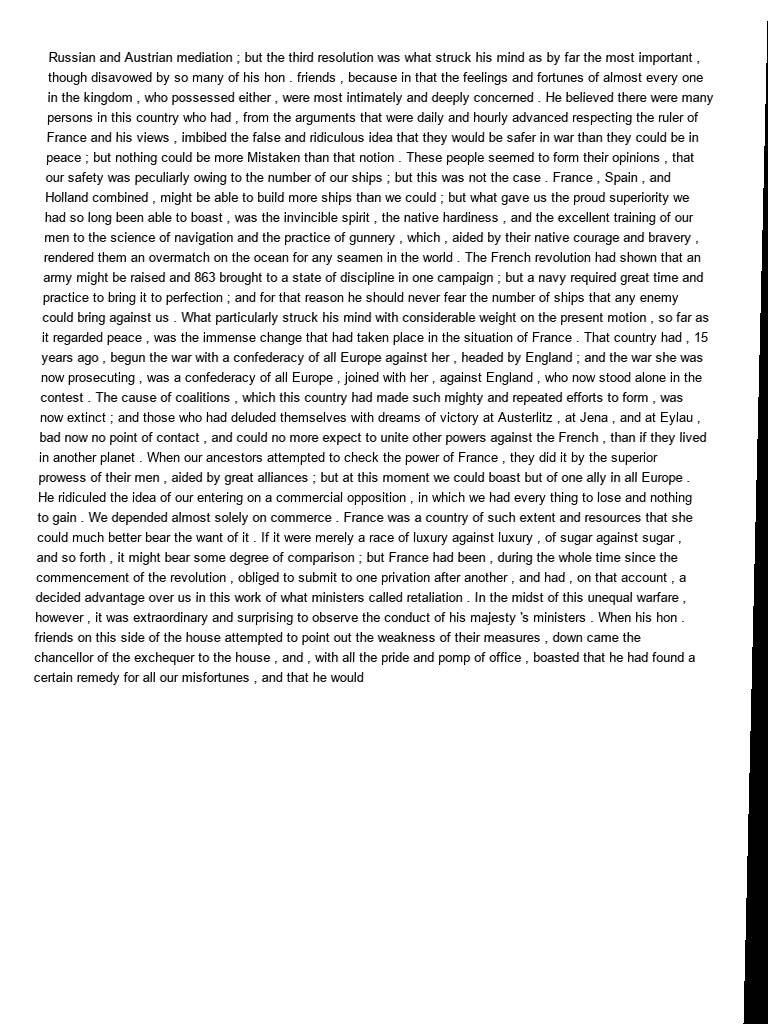 Russian and Austrian mediation ; but the third resolution was what struck his mind as by far the most important ,
though disavowed by so many of his hon . friends , because in that the feelings and fortunes of almost every one
in the kingdom , who possessed either , were most intimately and deeply concerned . He believed there were many
persons in this country who had , from the arguments that were daily and hourly advanced respecting the ruler of
France and his views , imbibed the false and ridiculous idea that they would be safer in war than they could be in
peace ; but nothing could be more Mistaken than that notion . These people seemed to form their opinions , that
our safety was peculiarly owing to the number of our ships ; but this was not the case . France , Spain , and
Holland combined , might be able to build more ships than we could ; but what gave us the proud superiority we
had so long been able to boast , was the invincible spirit , the native hardiness , and the excellent training of our
men to the science of navigation and the practice of gunnery , which , aided by their native courage and bravery ,
rendered them an overmatch on the ocean for any seamen in the world . The French revolution had shown that an
army might be raised and 863 brought to a state of discipline in one campaign ; but a navy required great time and
practice to bring it to perfection ; and for that reason he should never fear the number of ships that any enemy
could bring against us . What particularly struck his mind with considerable weight on the present motion , so far as
it regarded peace , was the immense change that had taken place in the situation of France . That country had , 15
years ago , begun the war with a confederacy of all Europe against her , headed by England ; and the war she was
now prosecuting , was a confederacy of all Europe , joined with her , against England , who now stood alone in the
contest . The cause of coalitions , which this country had made such mighty and repeated efforts to form , was
now extinct ; and those who had deluded themselves with dreams of victory at Austerlitz , at Jena , and at Eylau ,
bad now no point of contact , and could no more expect to unite other powers against the French , than if they lived
in another planet . When our ancestors attempted to check the power of France , they did it by the superior
prowess of their men , aided by great alliances ; but at this moment we could boast but of one ally in all Europe .
He ridiculed the idea of our entering on a commercial opposition , in which we had every thing to lose and nothing
to gain . We depended almost solely on commerce . France was a country of such extent and resources that she
could much better bear the want of it . If it were merely a race of luxury against luxury , of sugar against sugar ,
and so forth , it might bear some degree of comparison ; but France had been , during the whole time since the
commencement of the revolution , obliged to submit to one privation after another , and had , on that account , a
decided advantage over us in this work of what ministers called retaliation . In the midst of this unequal warfare ,
however , it was extraordinary and surprising to observe the conduct of his majesty 's ministers . When his hon .
friends on this side of the house attempted to point out the weakness of their measures , down came the
chancellor of the exchequer to the house , and , with all the pride and pomp of office , boasted that he had found a
certain remedy for all our misfortunes , and that he would